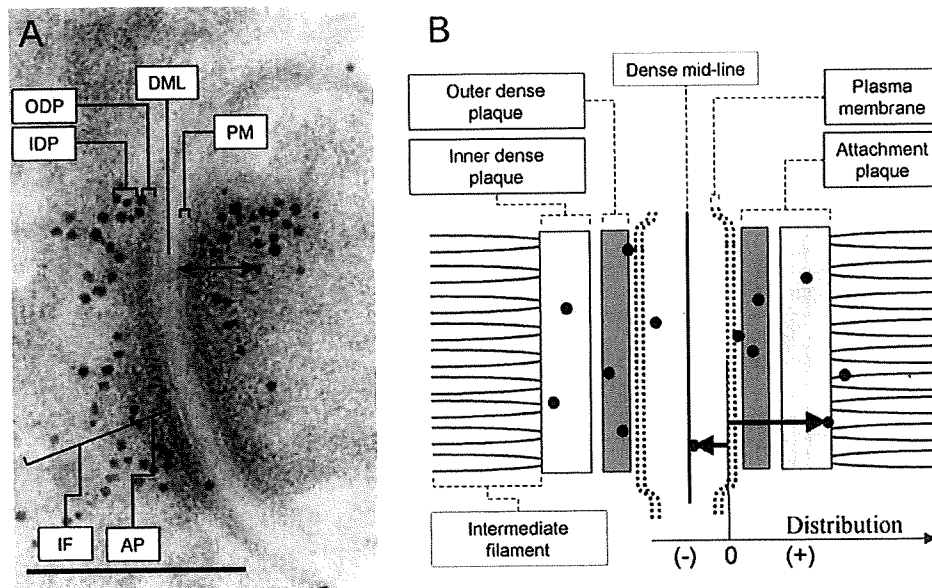 A
DML
ODP
PM
IDP
IF
AP
B
Dense mid-line
Outer dense
plaque
Plasma
membrane
Inner dense
plaque
Attachment
plaque
Intermediate
filament
Distribution
(-) 0 (+)